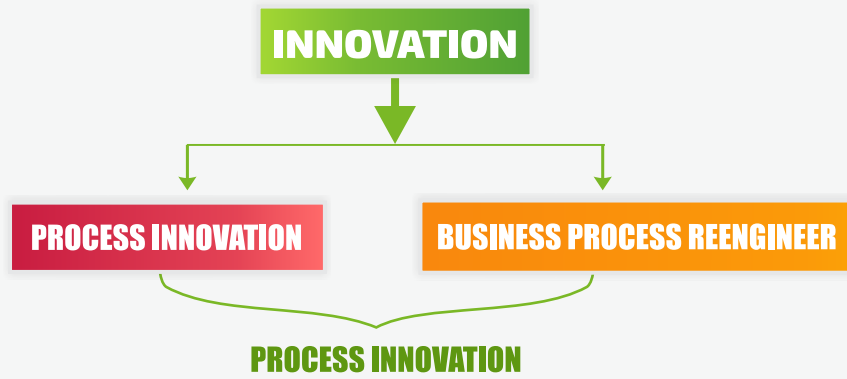 INNOVATION
PROCESS INNOVATION
BUSINESS PROCESS REENGINEER
PROCESS INNOVATION